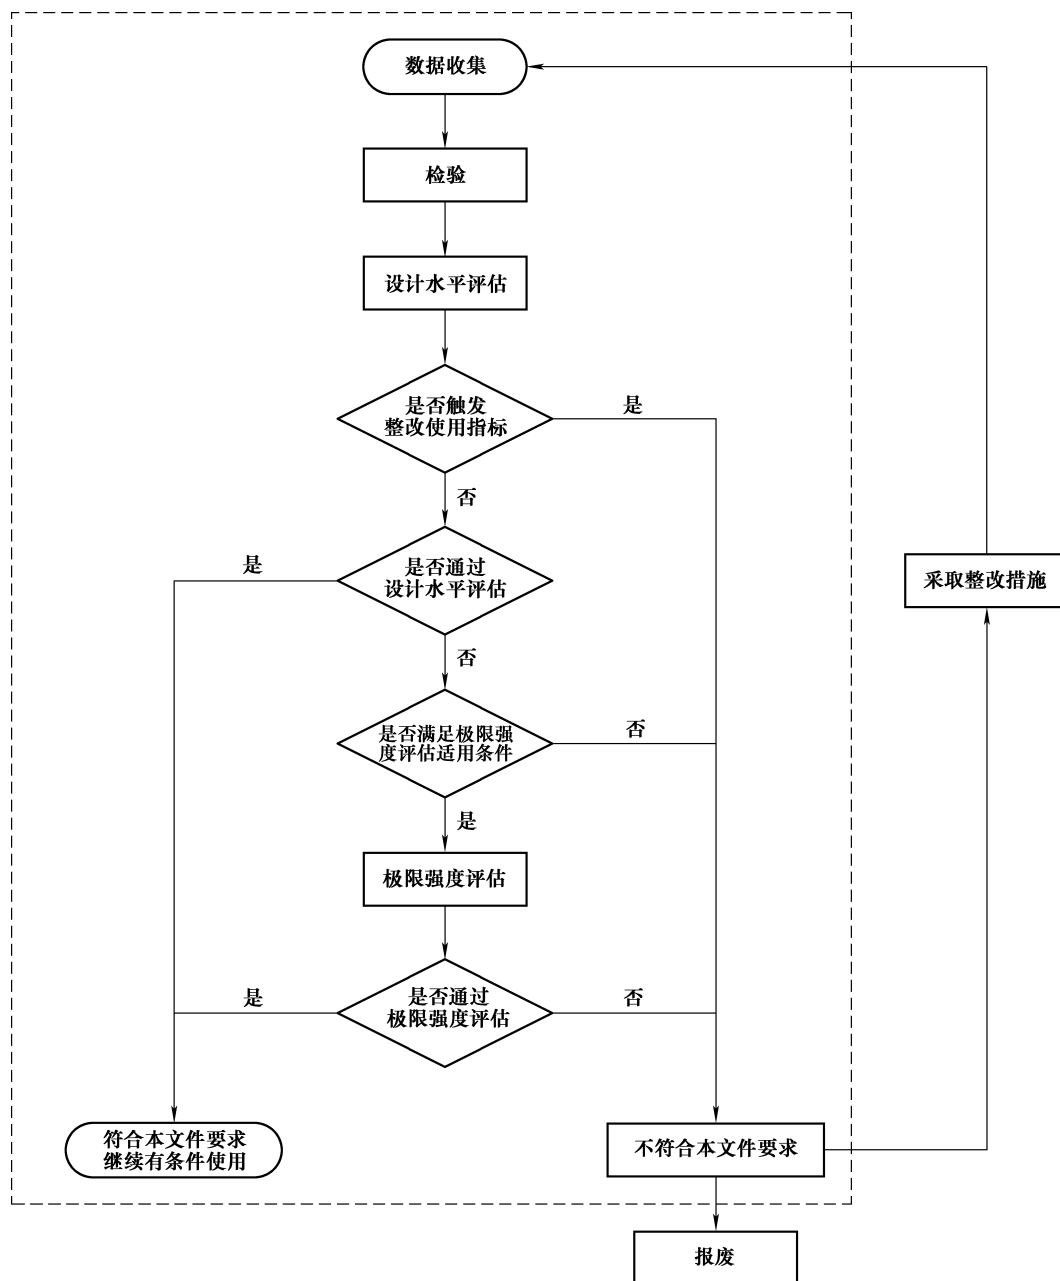 数据收集
检验
设计水平评估
是否触发
整改使用指标
是
否
是否通过
设计水平评估
是
否
采取整改措施
是否满足极限强
度评估适用条件
否
是
极限强度评估
是否通过
极限强度评估
是
否
符合本文件要求
继续有条件使用
不符合本文件要求
报废